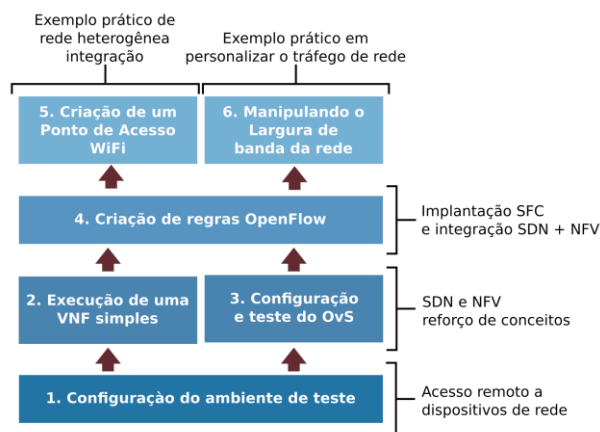 Exemplo prático de
rede heterogênea
integração
Exemplo prático em
personalizar o tráfego de rede
5. Criação de um
Ponto de Acesso
WiFi
6. Manipulando o
Largura de
banda da rede
4. Criação de regras OpenFlow
Implantação SFC
e integração SDN + NFV
2. Execução de uma
VNF simples
3. Configuração
e teste do OvS
SDN e NFV
reforço de conceitos
1. Configuraçào do ambiente de teste
Acesso remoto a
dispositivos de rede